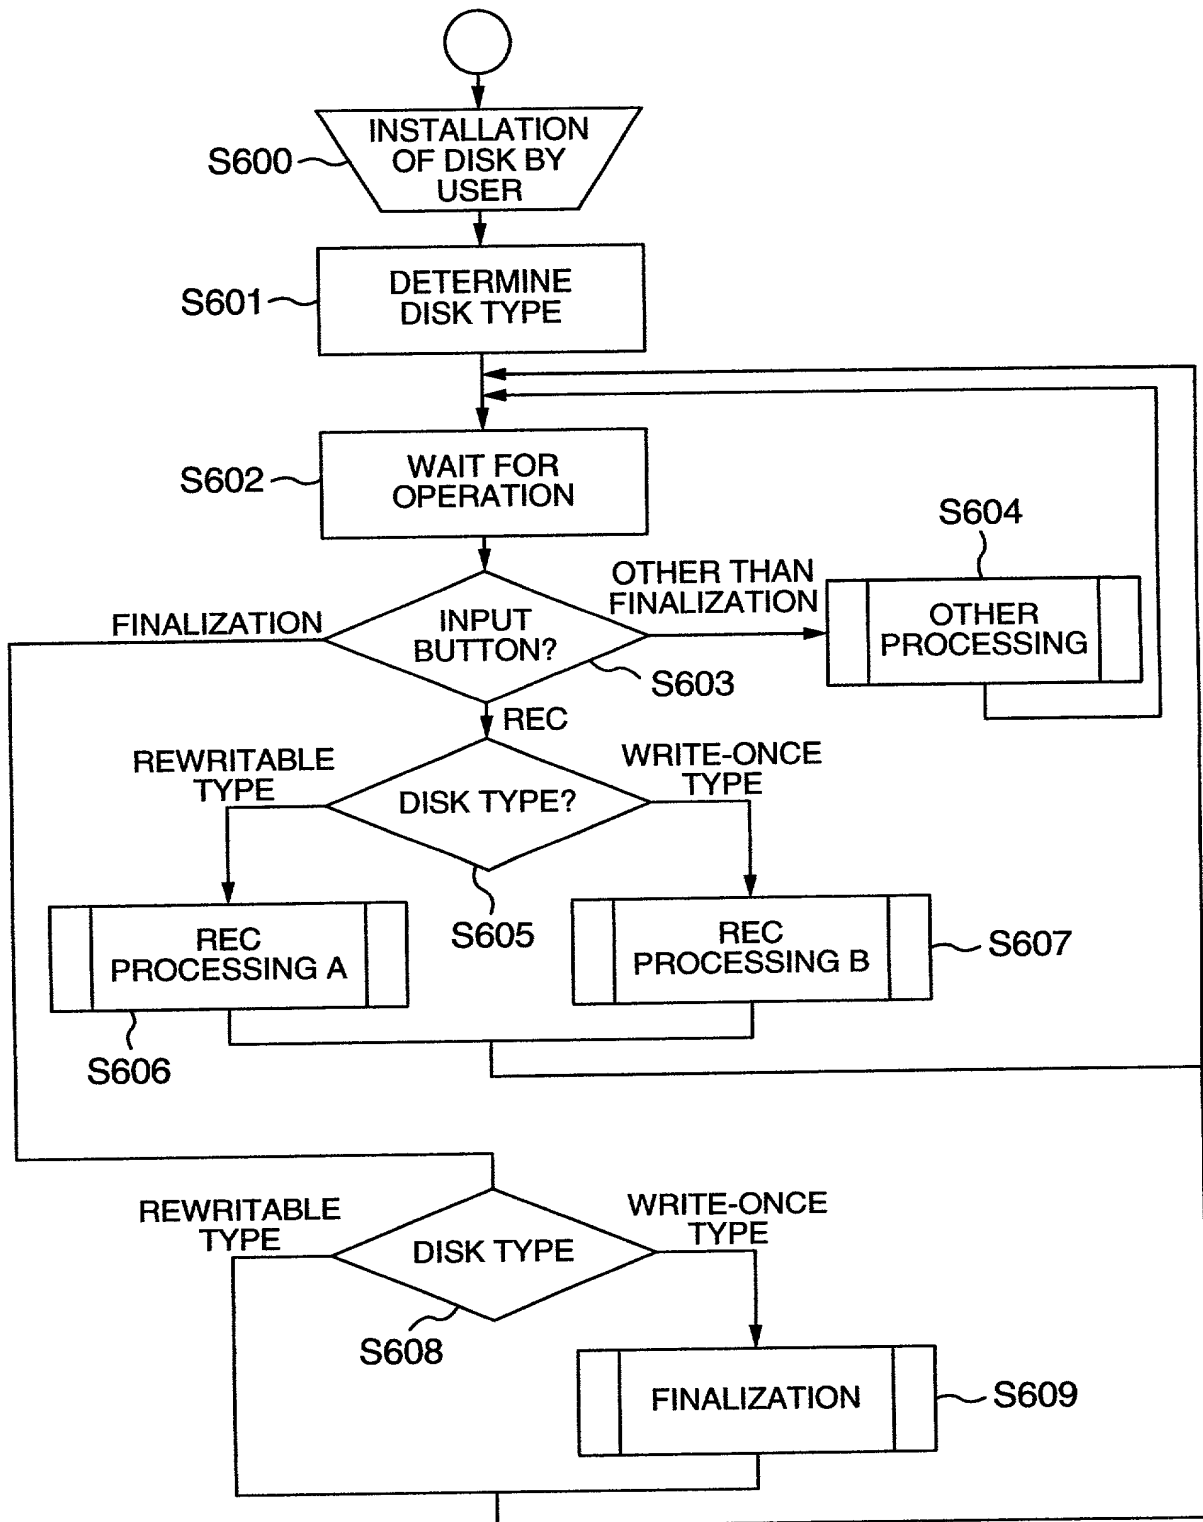 INSTALLATION
OF DISK BY
USER
S600
DETERMINE
DISK TYPE
S601
WAIT FOR
OPERATION
S602
S604
OTHER THAN
FINALIZATION
OTHER
PROCESSING
FINALIZATION
INPUT
BUTTON?
S603
REC
REWRITABLE
TYPE
WRITE-ONCE
TYPE
DISK TYPE?
S605
REC
PROCESSING A
S606
REC
PROCESSING B
S607
REWRITABLE
TYPE
WRITE-ONCE
TYPE
DISK TYPE
S608
FINALIZATION
S609